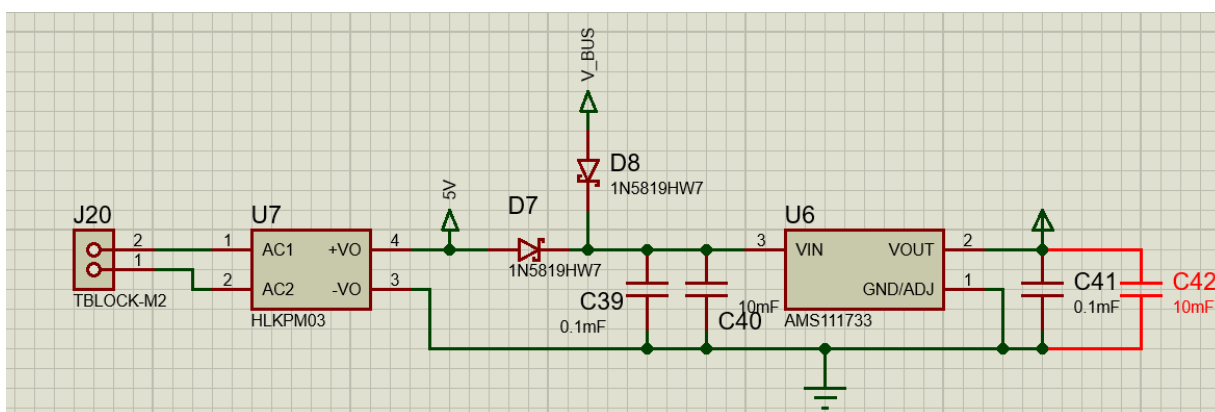 V_BUS
D8
1N5819HW7
5V
D7
1N5819HW7
J20
2
1
TBLOCK-M2
U7
1
AC1
+VO
4
2
AC2
-VO
3
HLKPM03
C39
0.1mF
10mF
C40
U6
3
VIN
VOUT
2
GND/ADJ
1
AMS111733
C41
0.1mF
C42
10mF